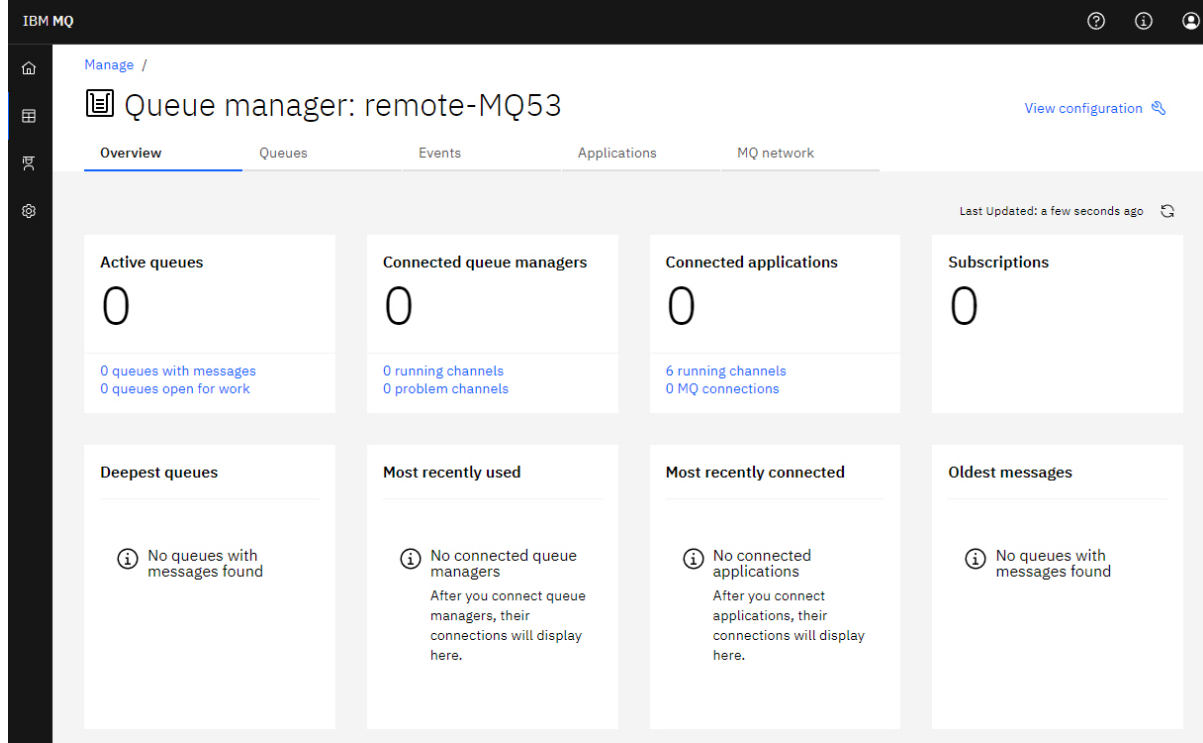 IBM MQ
Manage /
Queue manager: remote-MQ53
View configuration
Overview Queues Events Applications MQ network
Last Updated: a few seconds ago
Active queues
0
0 queues with messages
0 queues open for work
Connected queue managers
0
0 running channels
0 problem channels
Connected applications
0
6 running channels
0 MQ connections
Subscriptions
0
Deepest queues
No queues with
messages found
Most recently used
No connected queue
managers
After you connect queue
managers, their
connections will display
here.
Most recently connected
No connected
applications
After you connect
applications, their
connections will display
here.
Oldest messages
No queues with
messages found